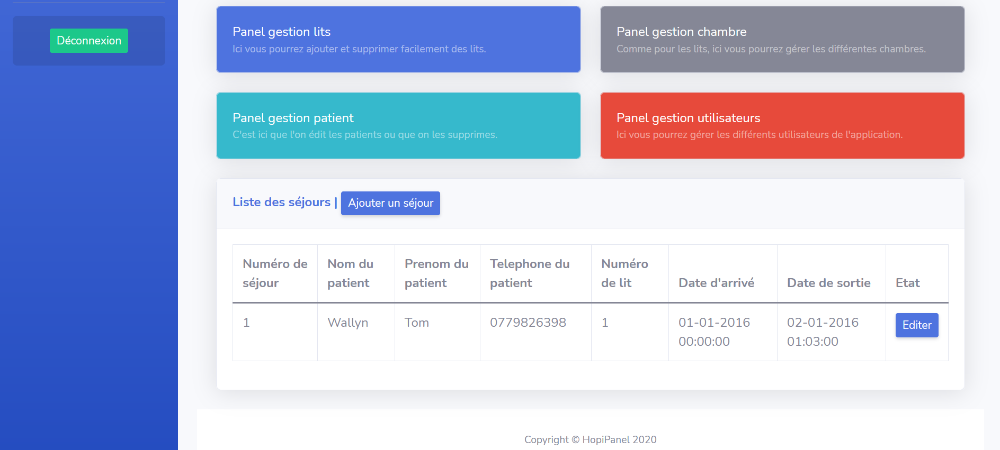 Déconnexion
Panel gestion lits
Ici vous pourrez ajouter et supprimer facilement des lits.
Panel gestion chambre
Comme pour les lits, ici vous pourrez gérer les différentes chambres.
Panel gestion patient
C'est ici que l'on édit les patients ou que on les supprimes.
Panel gestion utilisateurs
Ici vous pourrez gérer les différents utilisateurs de l'application.
Liste des séjours | Ajouter un séjour
Numéro de séjour
Nom du patient
Prenom du patient
Telephone du patient
Numéro de lit
Date d'arrivé
Date de sortie
Etat
1
Wallyn
Tom
0779826398
1
01-01-2016 00:00:00
02-01-2016 01:03:00
Editer
Copyright © HopiPanel 2020